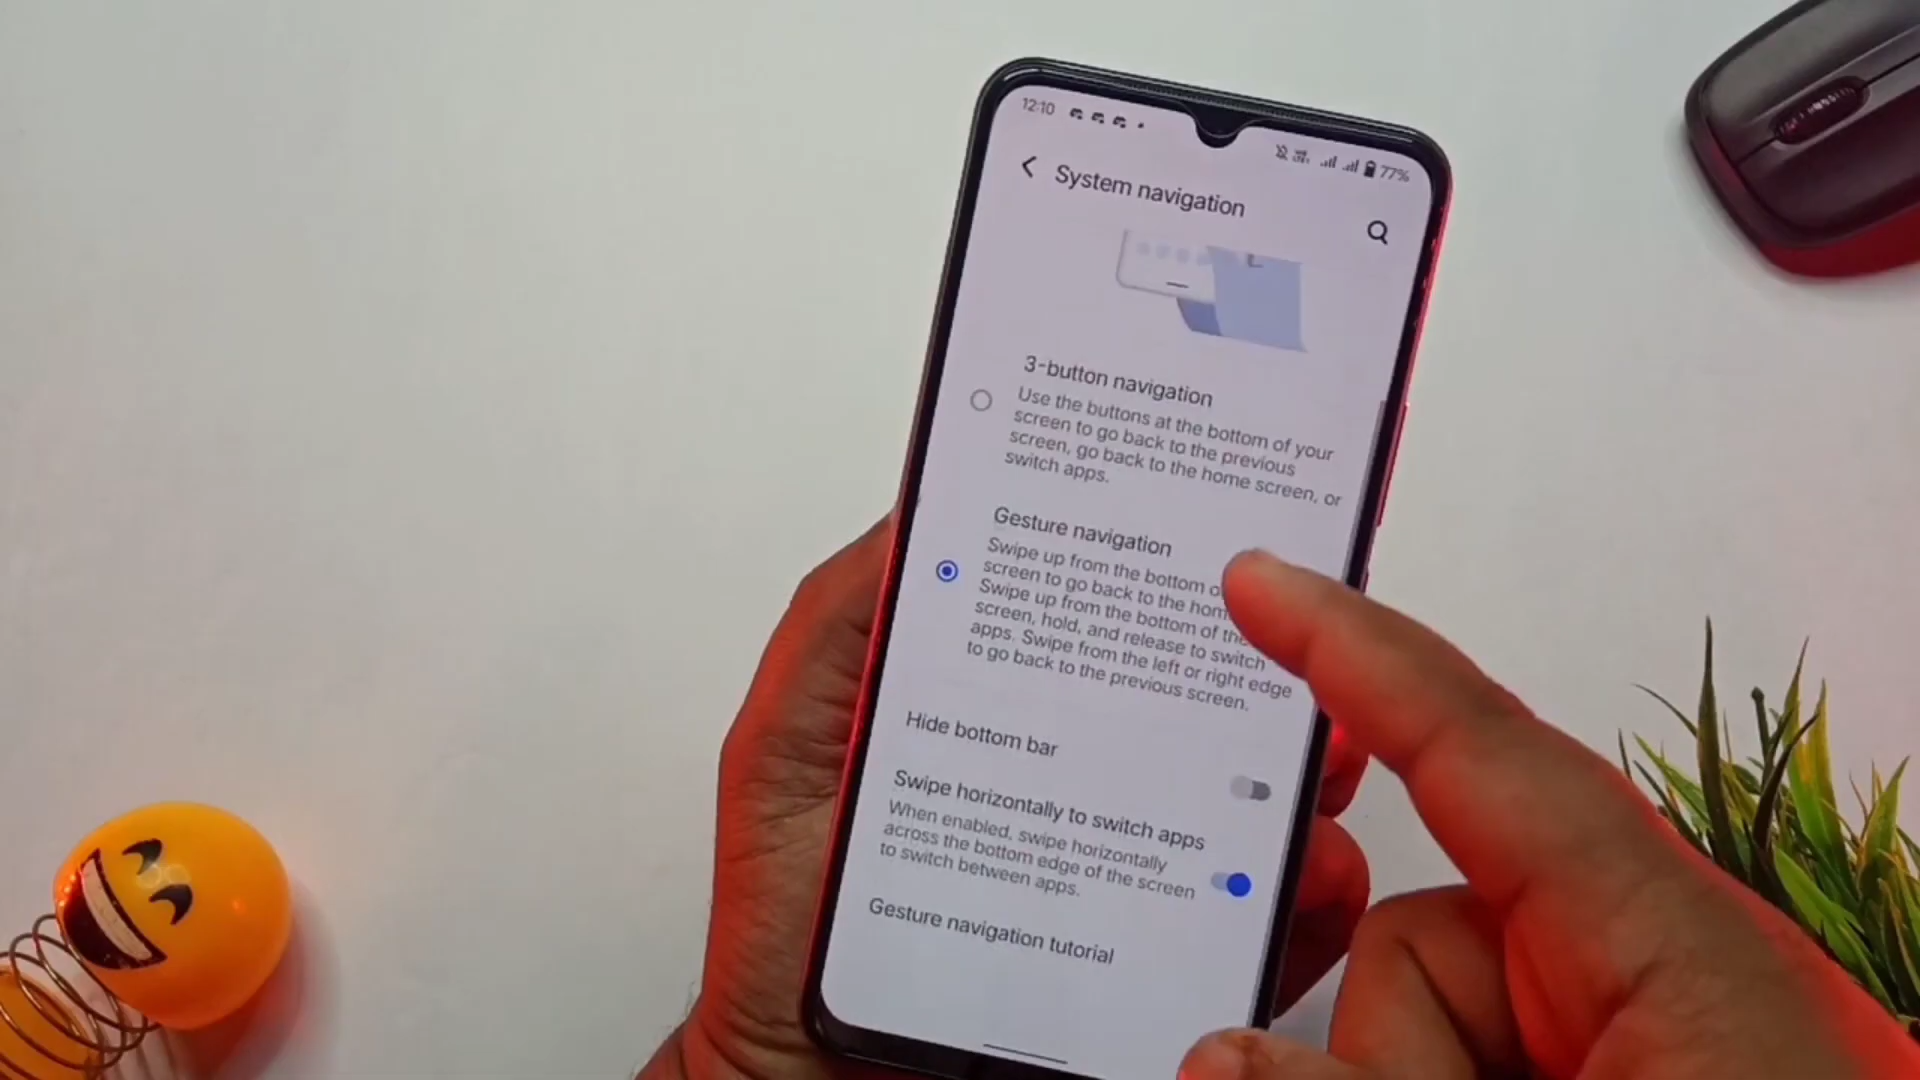 12:10
77%
System navigation
3-button navigation
Use the buttons at the bottom of your
screen to go back to the previous
screen, go back to the home screen, or
switch apps.
Gesture navigation
Swipe up from the bottom
screen to go back to the
Swipe up from the bottom of the
screen, hold, and release to switch
apps. Swipe from the left or right edge
to go back to the previous screen.
Hide bottom bar
Swipe horizontally to switch apps
When enabled, swipe horizontally
across the bottom edge of the screen
to switch between apps.
Gesture navigation tutorial